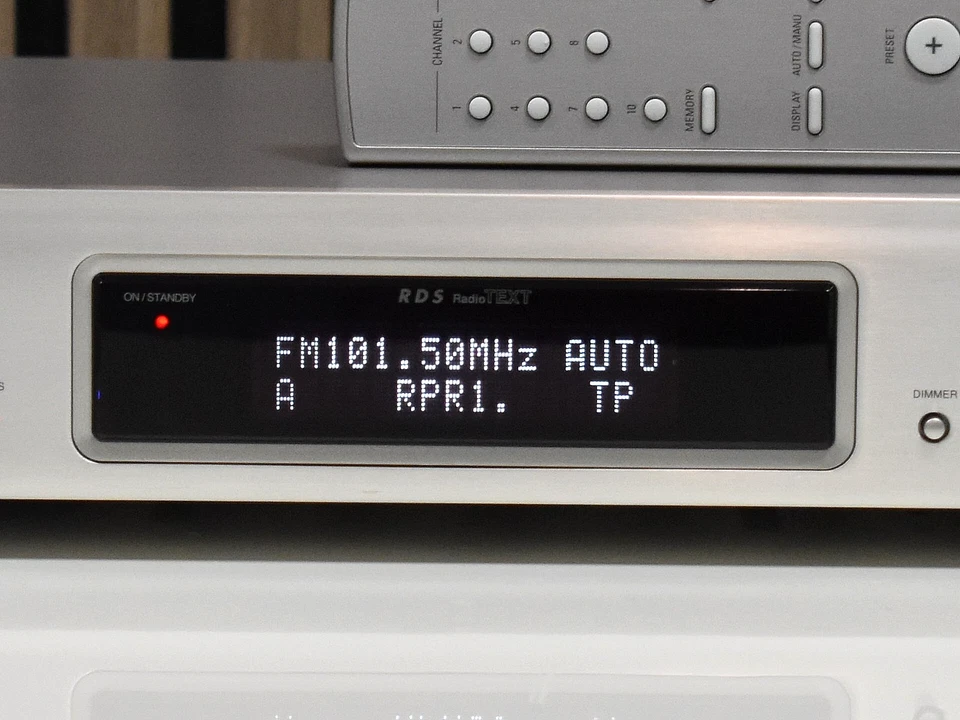 CHANNEL
2 5 8
1 4 7 10
MEMORY
AUTO / MANU
DISPLAY
PRESET
+
ON / STANDBY
RDS RadioTEXT
FM101.50MHz AUTO
A RPR1. TP
DIMMER
S